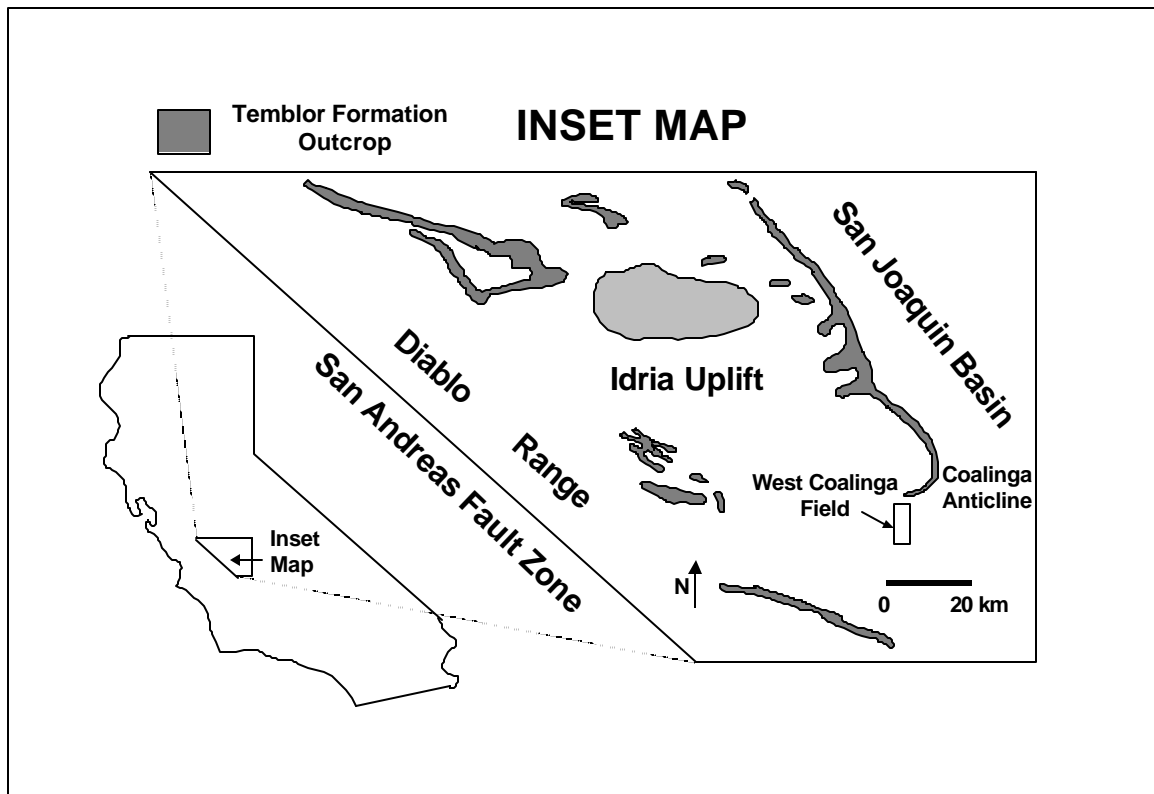 Temblor Formation
Outcrop
INSET MAP
San Joaquin Basin
Diablo
Range
San Andreas Fault Zone
Idria Uplift
West Coalinga
Field
Coalinga
Anticline
Inset
Map
N
0 20 km